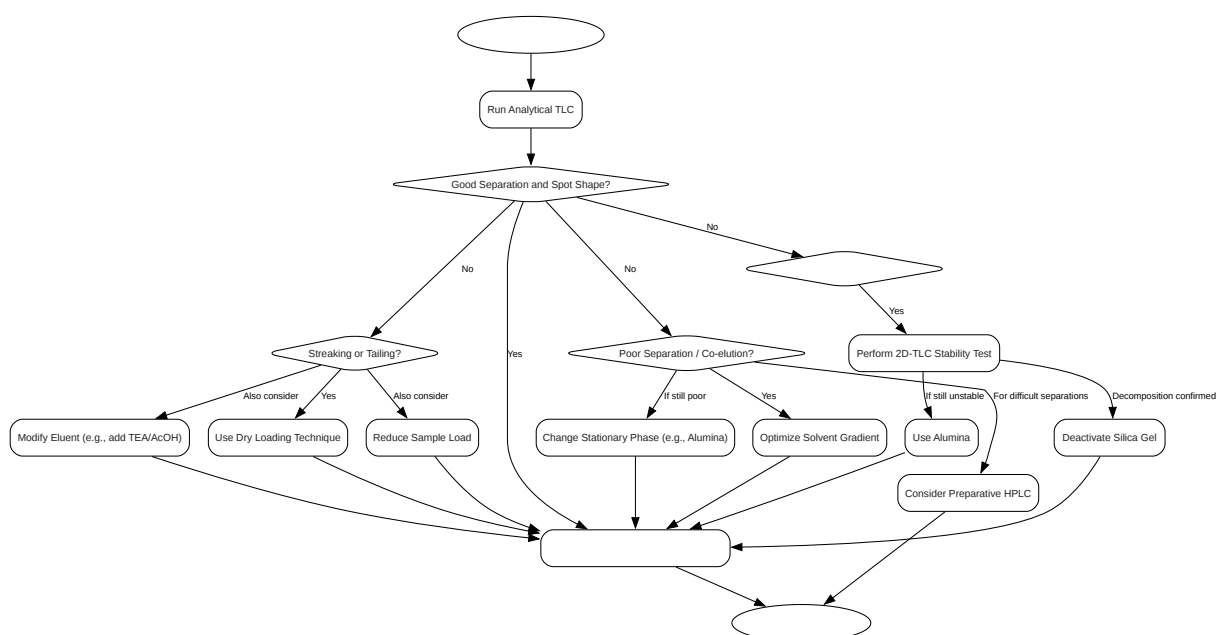 Run Analytical TLC
Good Separation and Spot Shape?
No
No
No
Yes
Yes
Streaking or Tailing?
Poor Separation / Co-elution?
Perform 2D-TLC Stability Test
Also consider
Yes
Also consider
If still poor
Yes
If still unstable
For difficult separations
Decomposition confirmed
Modify Eluent (e.g., add TEA/AcOH)
Use Dry Loading Technique
Reduce Sample Load
Change Stationary Phase (e.g., Alumina)
Optimize Solvent Gradient
Use Alumina
Deactivate Silica Gel
Consider Preparative HPLC